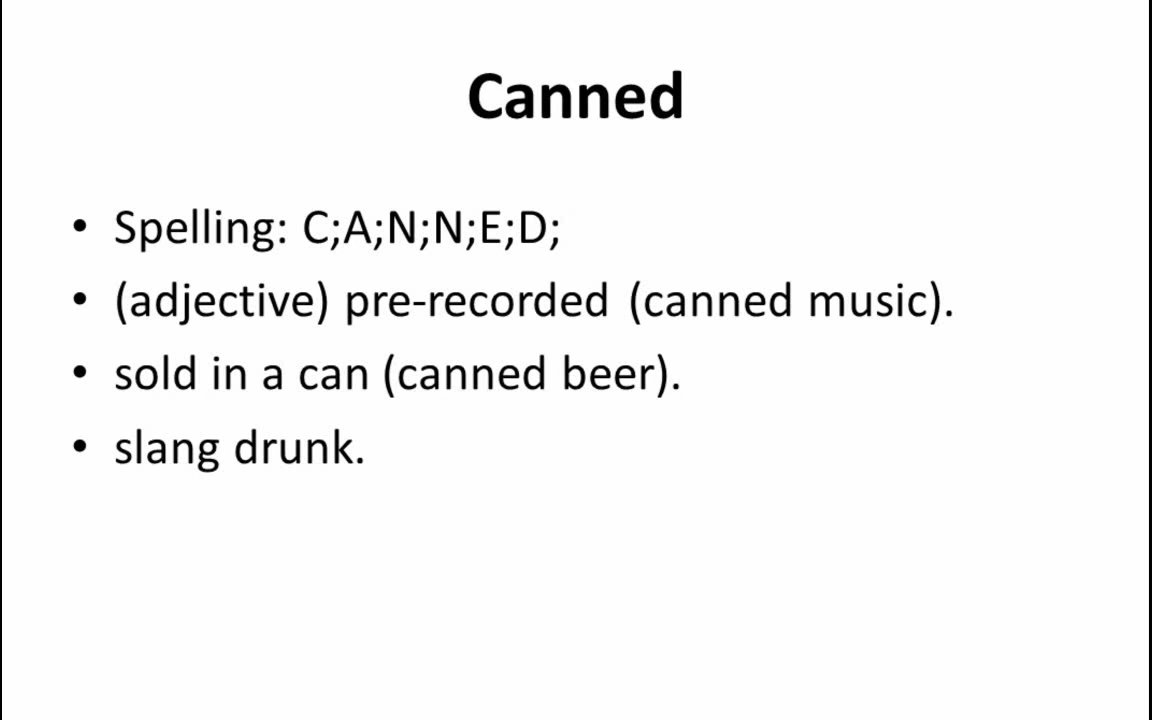 Canned
• Spelling: C;A;N;N;E;D;
• (adjective) pre-recorded (canned music).
• sold in a can (canned beer).
• slang drunk.